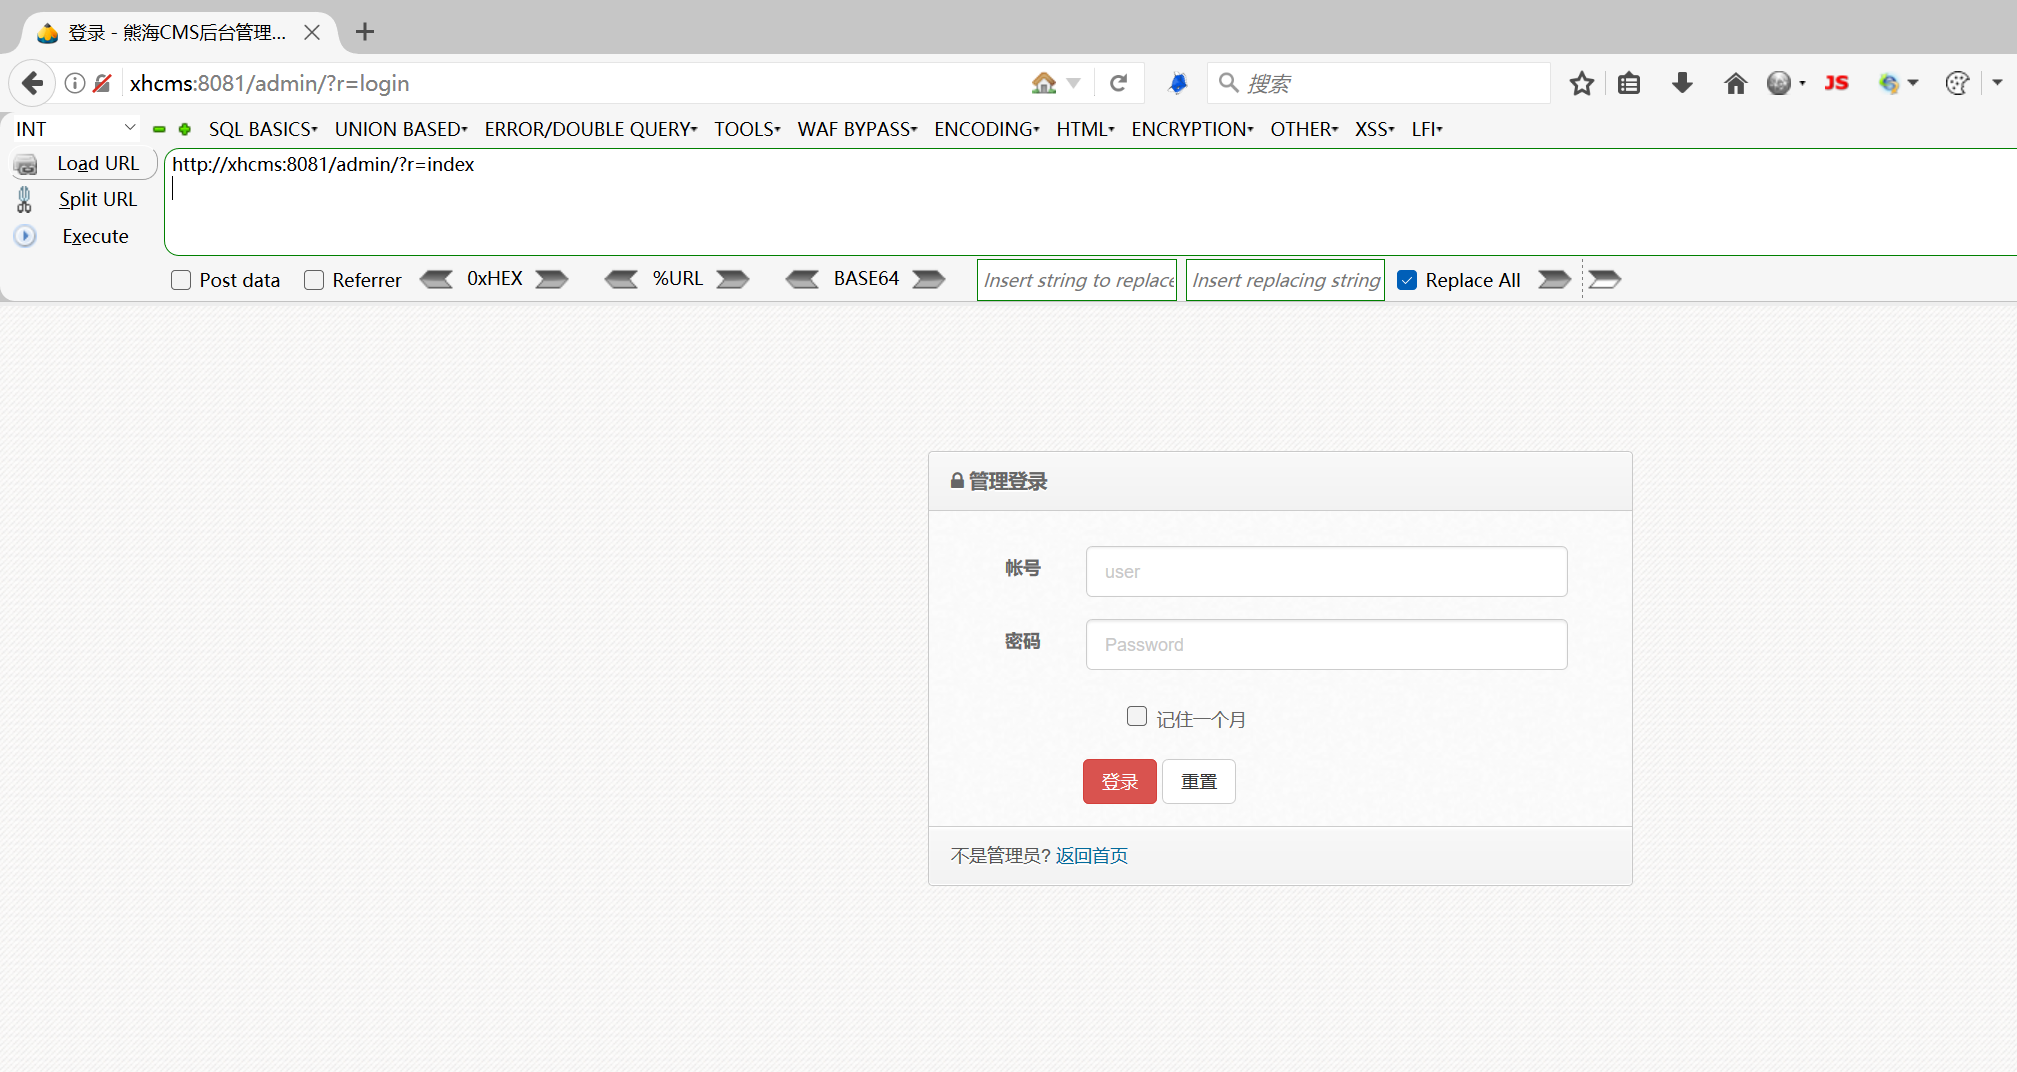 登录 - 熊海CMS后台管理...
xhcms:8081/admin/?r=login
搜索
JS
INT
SQL BASICS
UNION BASED
ERROR/DOUBLE QUERY
TOOLS
WAF BYPASS
ENCODING
HTML
ENCRYPTION
OTHER
XSS
LFI
Load URL
http://xhcms:8081/admin/?r=index
Split URL
Execute
Post data
Referrer
0xHEX
%URL
BASE64
Insert string to replace
Insert replacing string
Replace All
管理登录
帐号
user
密码
Password
记住一个月
登录
重置
不是管理员? 返回首页